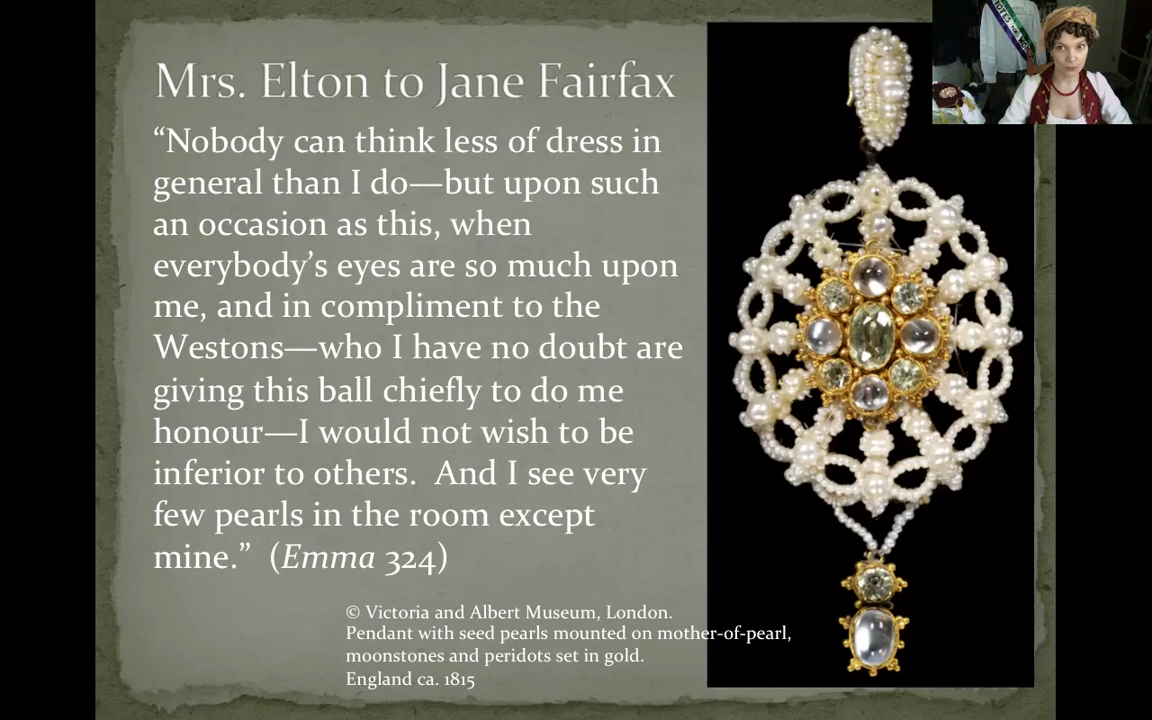 Mrs. Elton to Jane Fairfax
“Nobody can think less of dress in
general than I do—but upon such
an occasion as this, when
everybody’s eyes are so much upon
me, and in compliment to the
Westons—who I have no doubt are
giving this ball chiefly to do me
honour—I would not wish to be
inferior to others.  And I see very
few pearls in the room except
mine.”  (Emma 324)
© Victoria and Albert Museum, London.
Pendant with seed pearls mounted on mother-of-pearl,
moonstones and peridots set in gold.
England ca. 1815